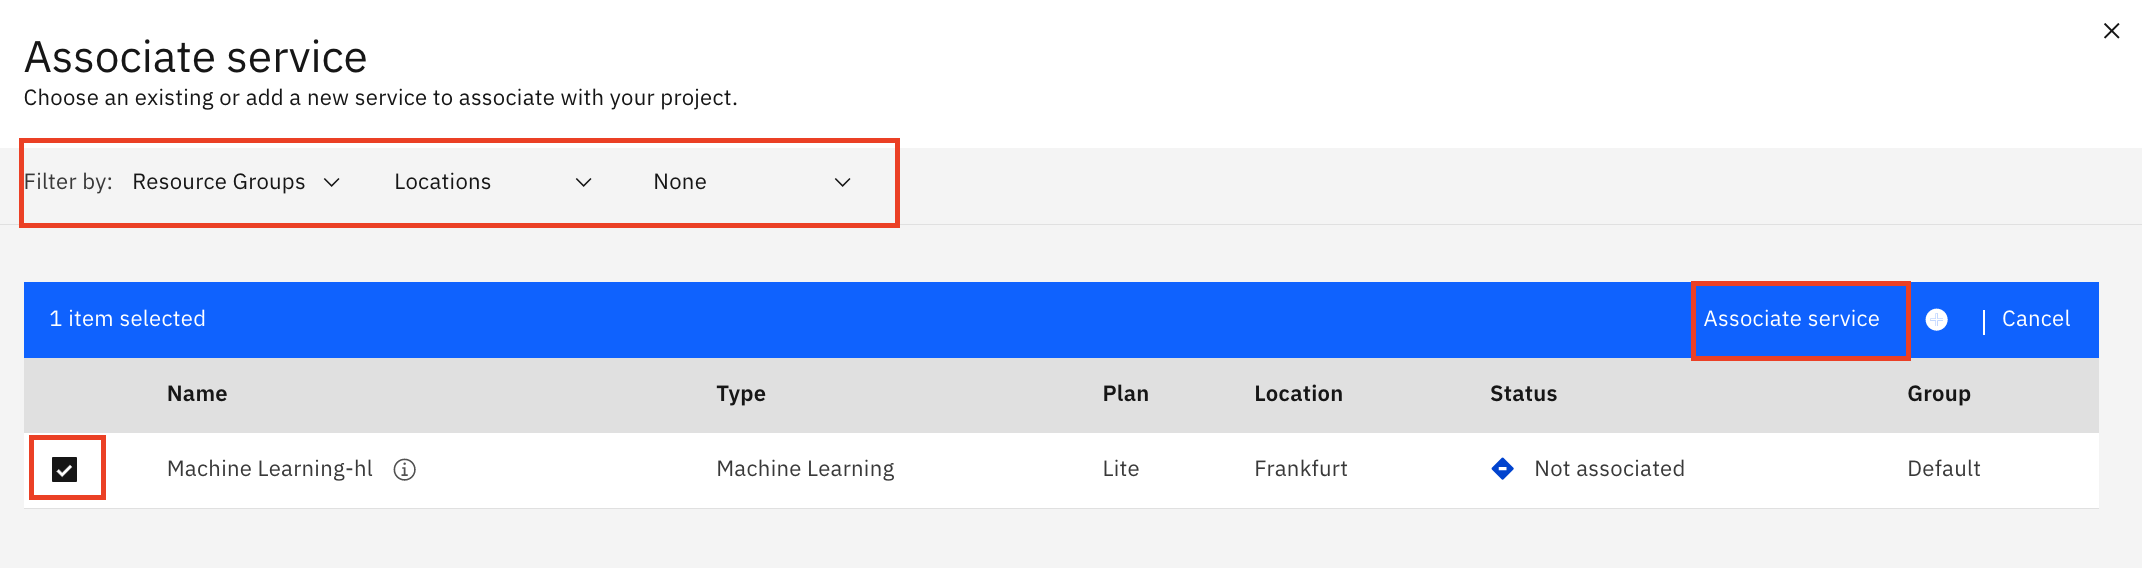 Associate service
Choose an existing or add a new service to associate with your project.
Filter by: Resource Groups Locations None
1 item selected Associate service | Cancel
Name Type Plan Location Status Group
Machine Learning-hl Machine Learning Lite Frankfurt Not associated Default